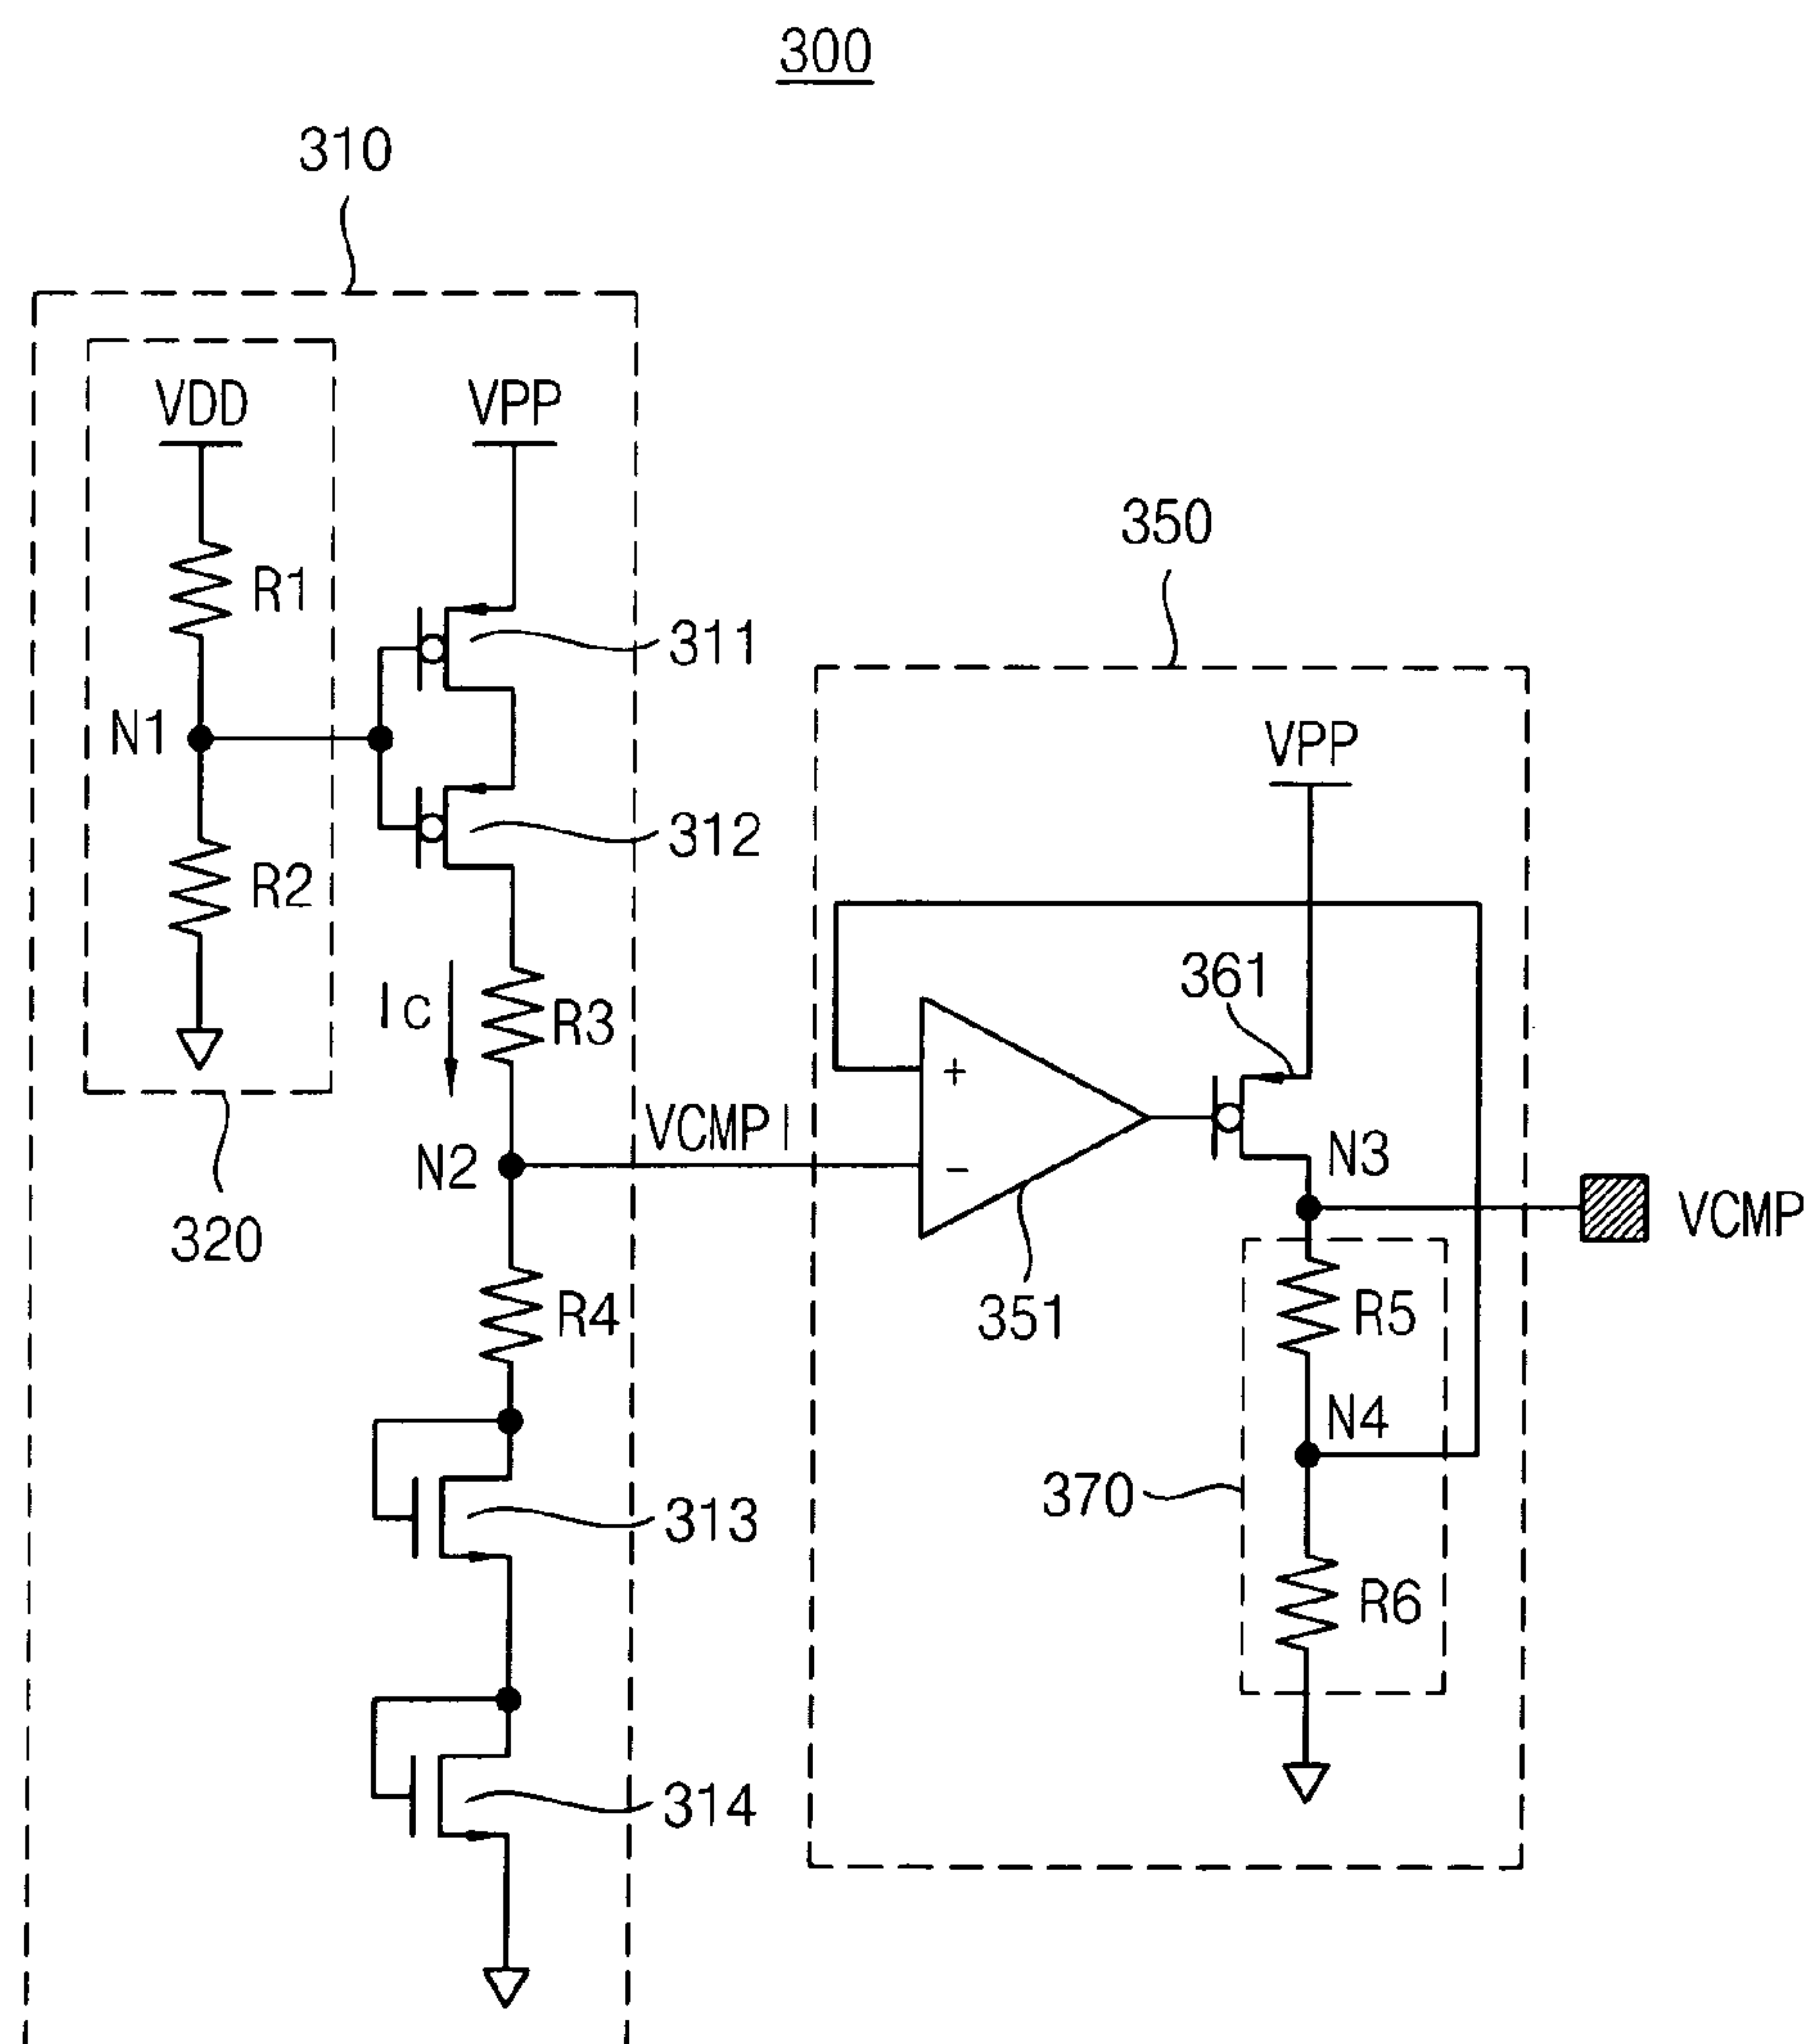 300
310
VDD
VPP
R1
311
N1
312
R2
IC
R3
N2
VCMPI
320
R4
313
314
350
VPP
361
+
-
N3
VCMP
351
R5
N4
370
R6